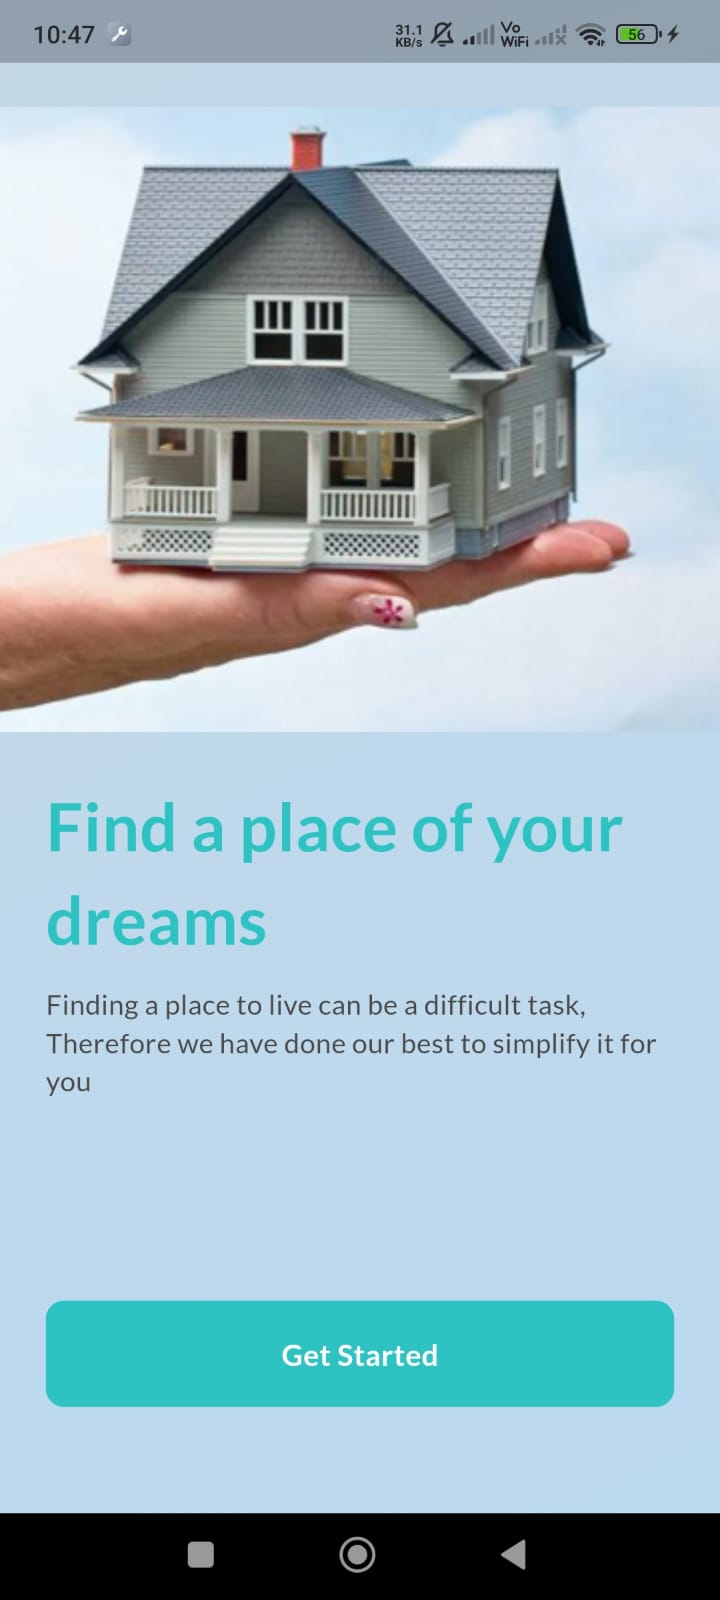 10:47
31.1
KB/s
Vo
WiFi
56
Find a place of your
dreams
Finding a place to live can be a difficult task,
Therefore we have done our best to simplify it for
you
Get Started